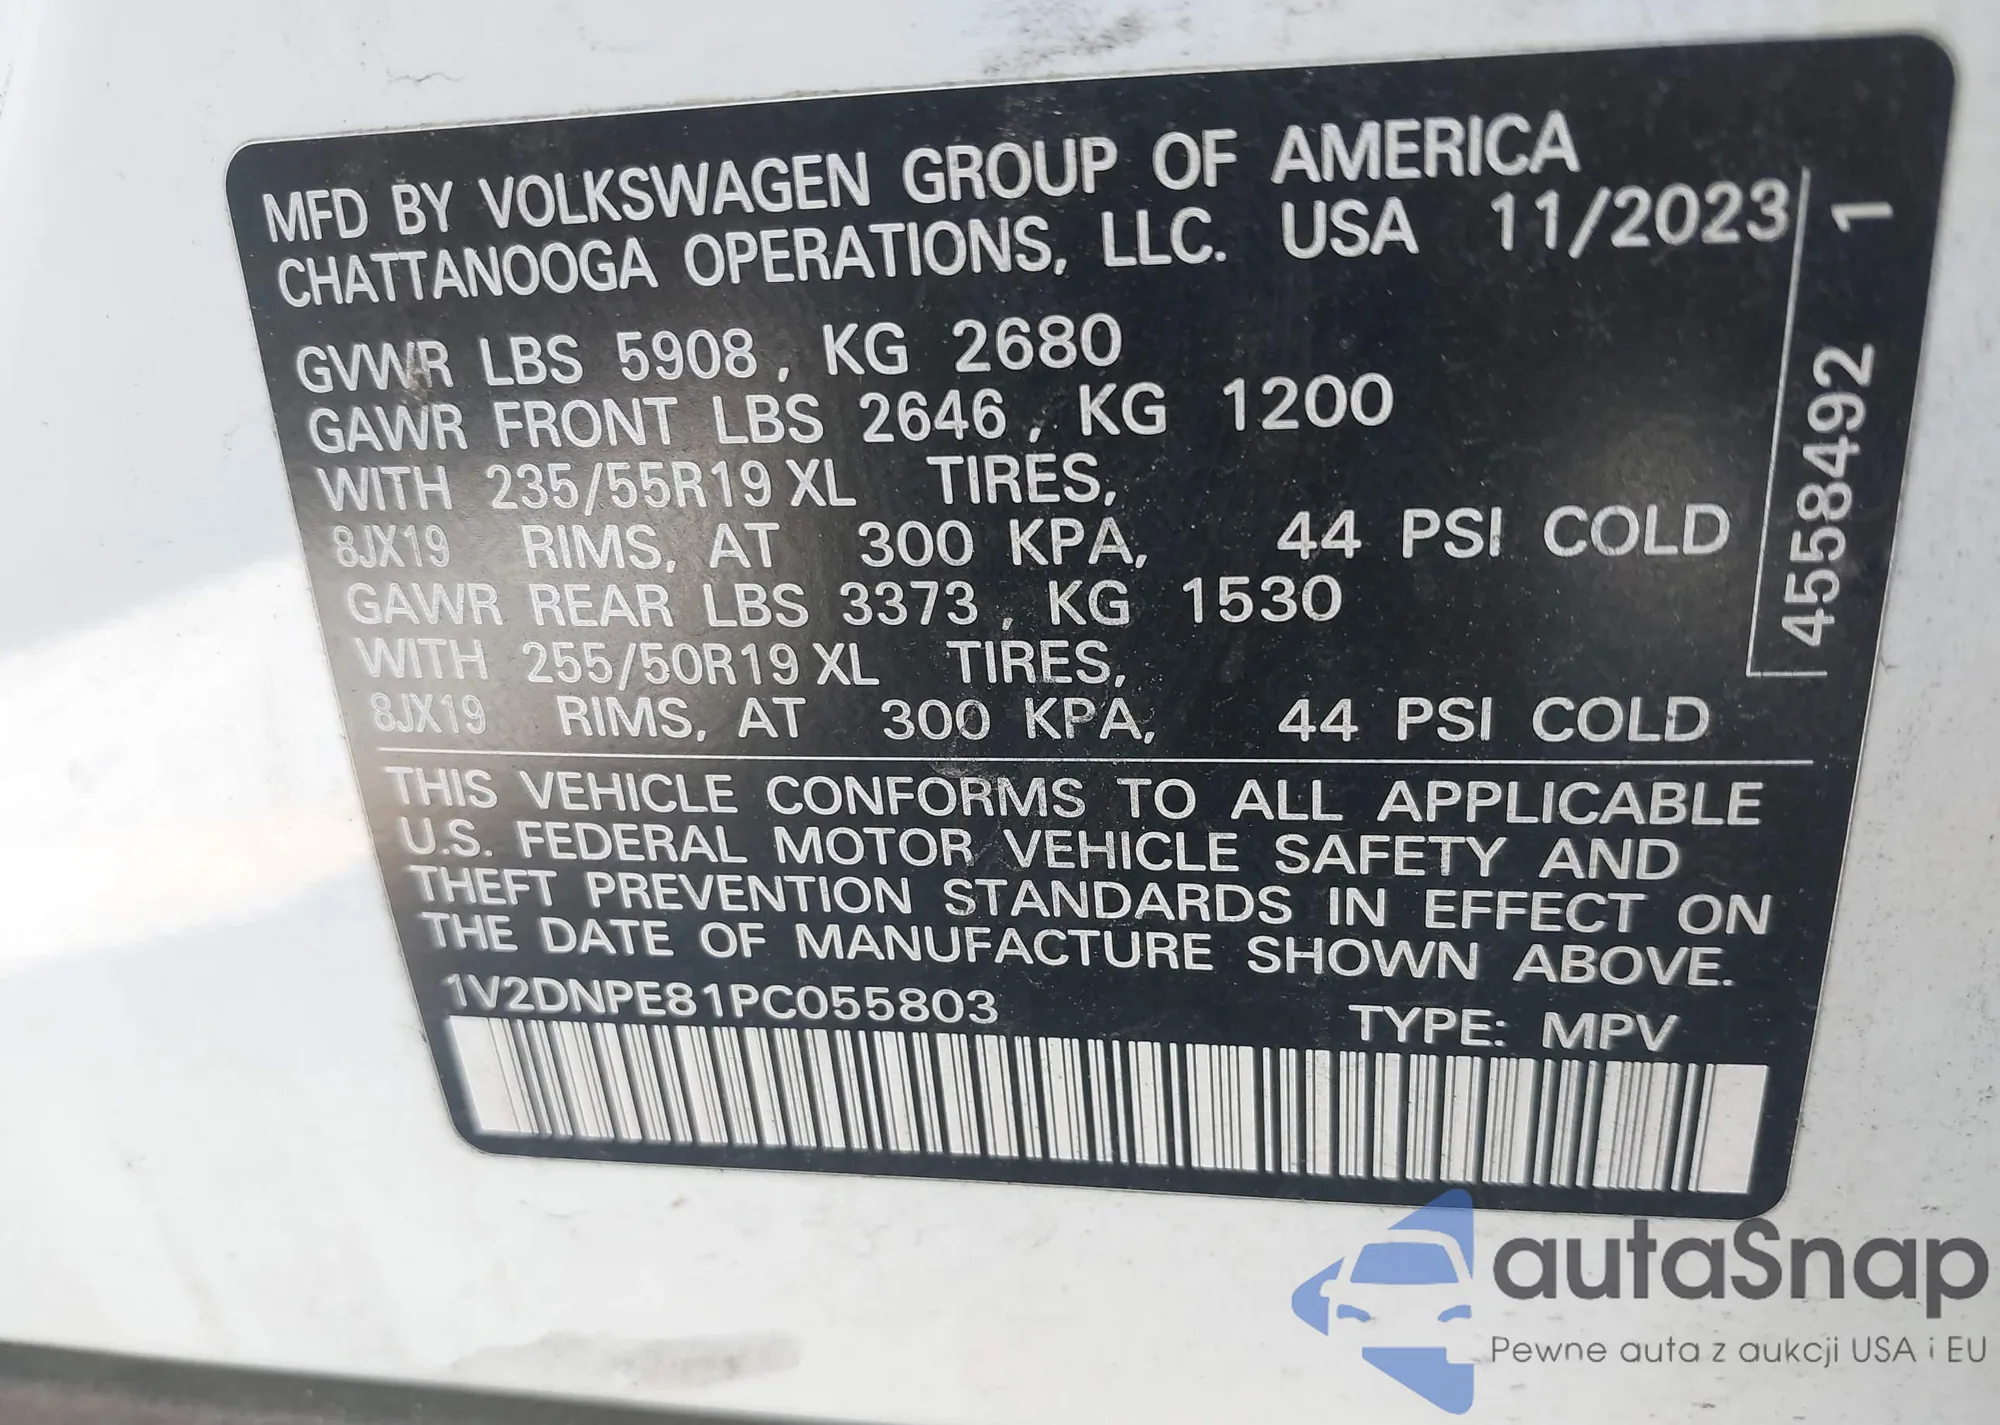 MFD BY VOLKSWAGEN GROUP OF AMERICA
CHATTANOOGA OPERATIONS, LLC. USA 11/2023
GVWR LBS 5908, KG 2680
GAWR FRONT LBS 2646, KG 1200
WITH 235/55R19 XL TIRES,
8JX19 RIMS, AT 300 KPA, 44 PSI COLD
GAWR REAR LBS 3373, KG 1530
WITH 255/50R19 XL TIRES,
8JX19 RIMS, AT 300 KPA, 44 PSI COLD
4558492 1
THIS VEHICLE CONFORMS TO ALL APPLICABLE
U.S. FEDERAL MOTOR VEHICLE SAFETY AND
THEFT PREVENTION STANDARDS IN EFFECT ON
THE DATE OF MANUFACTURE SHOWN ABOVE.
1V2DNPE81PC055803
TYPE: MPV
autaSnap
Pewne auta z aukcji USA i EU